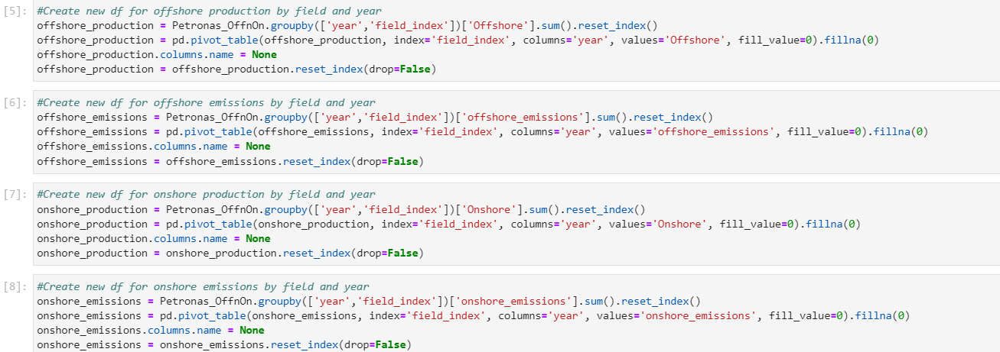 [5]: #Create new df for offshore production by field and year
offshore_production = Petronas_OffnOn.groupby(['year','field_index'])['Offshore'].sum().reset_index()
offshore_production = pd.pivot_table(offshore_production, index='field_index', columns='year', values='Offshore', fill_value=0).fillna(0)
offshore_production.columns.name = None
offshore_production = offshore_production.reset_index(drop=False)
[6]: #Create new df for offshore emissions by field and year
offshore_emissions = Petronas_OffnOn.groupby(['year','field_index'])['offshore_emissions'].sum().reset_index()
offshore_emissions = pd.pivot_table(offshore_emissions, index='field_index', columns='year', values='offshore_emissions', fill_value=0).fillna(0)
offshore_emissions.columns.name = None
offshore_emissions = offshore_emissions.reset_index(drop=False)
[7]: #Create new df for onshore production by field and year
onshore_production = Petronas_OffnOn.groupby(['year','field_index'])['Onshore'].sum().reset_index()
onshore_production = pd.pivot_table(onshore_production, index='field_index', columns='year', values='Onshore', fill_value=0).fillna(0)
onshore_production.columns.name = None
onshore_production = onshore_production.reset_index(drop=False)
[8]: #Create new df for onshore emissions by field and year
onshore_emissions = Petronas_OffnOn.groupby(['year','field_index'])['onshore_emissions'].sum().reset_index()
onshore_emissions = pd.pivot_table(onshore_emissions, index='field_index', columns='year', values='onshore_emissions', fill_value=0).fillna(0)
onshore_emissions.columns.name = None
onshore_emissions = onshore_emissions.reset_index(drop=False)